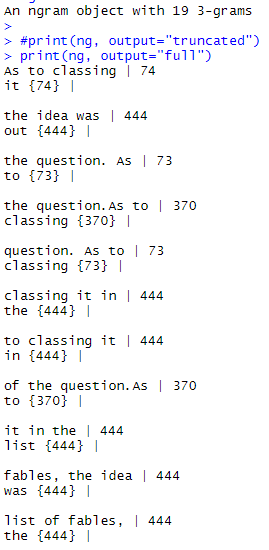 An ngram object with 19 3-grams
>
> #print(ng, output="truncated")
> print(ng, output="full")
As to classing | 74
it {74} |
the idea was | 444
out {444} |
the question. As | 73
to {73} |
the question.As to | 370
classing {370} |
question. As to | 73
classing {73} |
classing it in | 444
the {444} |
to classing it | 444
in {444} |
of the question.As | 370
to {370} |
it in the | 444
list {444} |
fables, the idea | 444
was {444} |
list of fables, | 444
the {444} |